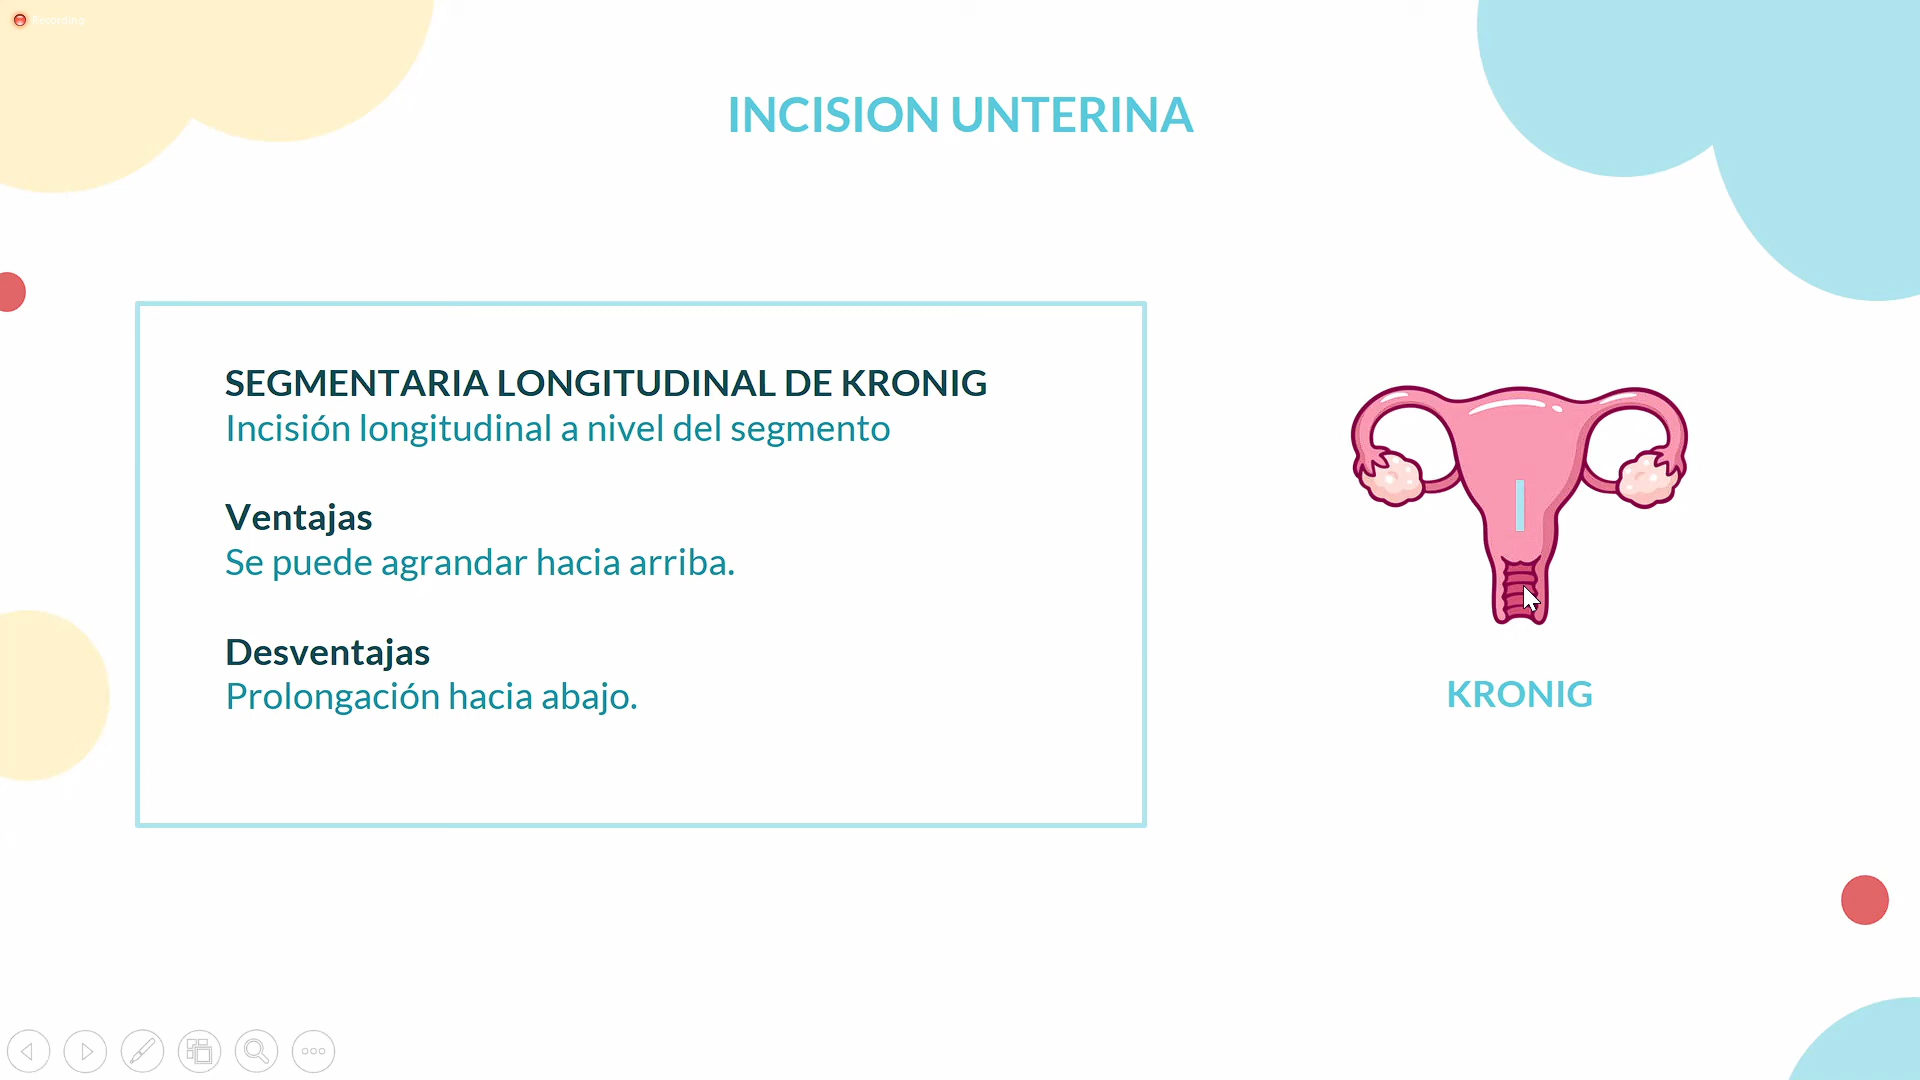 Recording
INCISION UNTERINA
SEGMENTARIA LONGITUDINAL DE KRONIG
Incisión longitudinal a nivel del segmento
Ventajas
Se puede agrandar hacia arriba.
Desventajas
Prolongación hacia abajo.
KRONIG